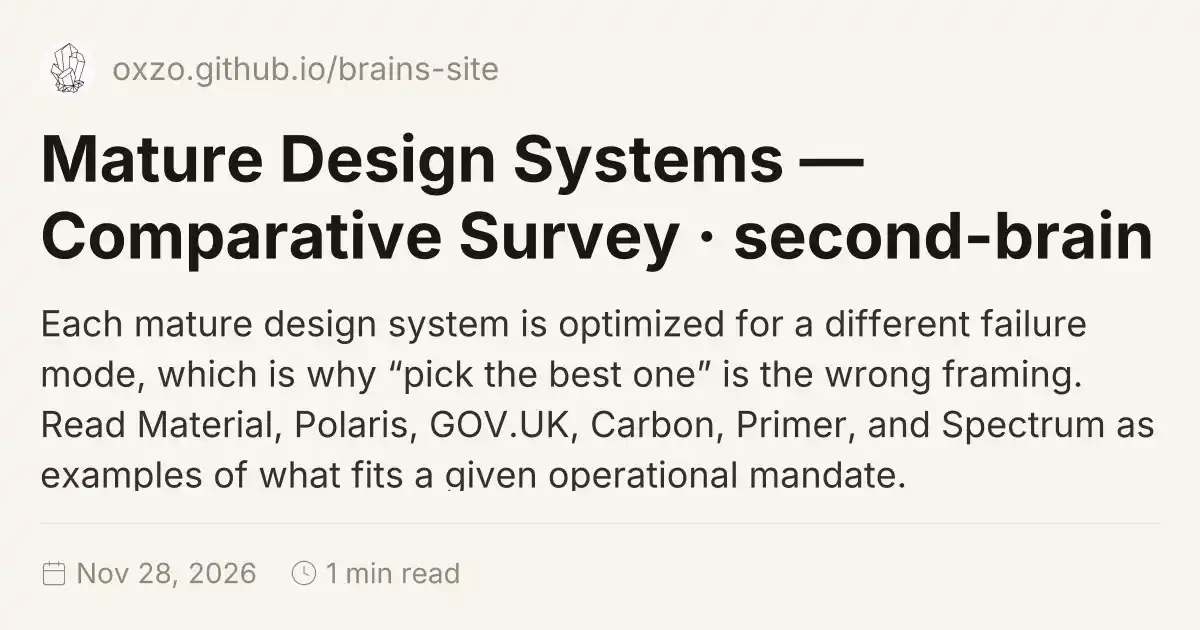 oxzo.github.io/brains-site
Mature Design Systems —
Comparative Survey · second-brain
Each mature design system is optimized for a different failure
mode, which is why “pick the best one” is the wrong framing.
Read Material, Polaris, GOV.UK, Carbon, Primer, and Spectrum as
examples of what fits a given operational mandate.
Nov 28, 2026 1 min read